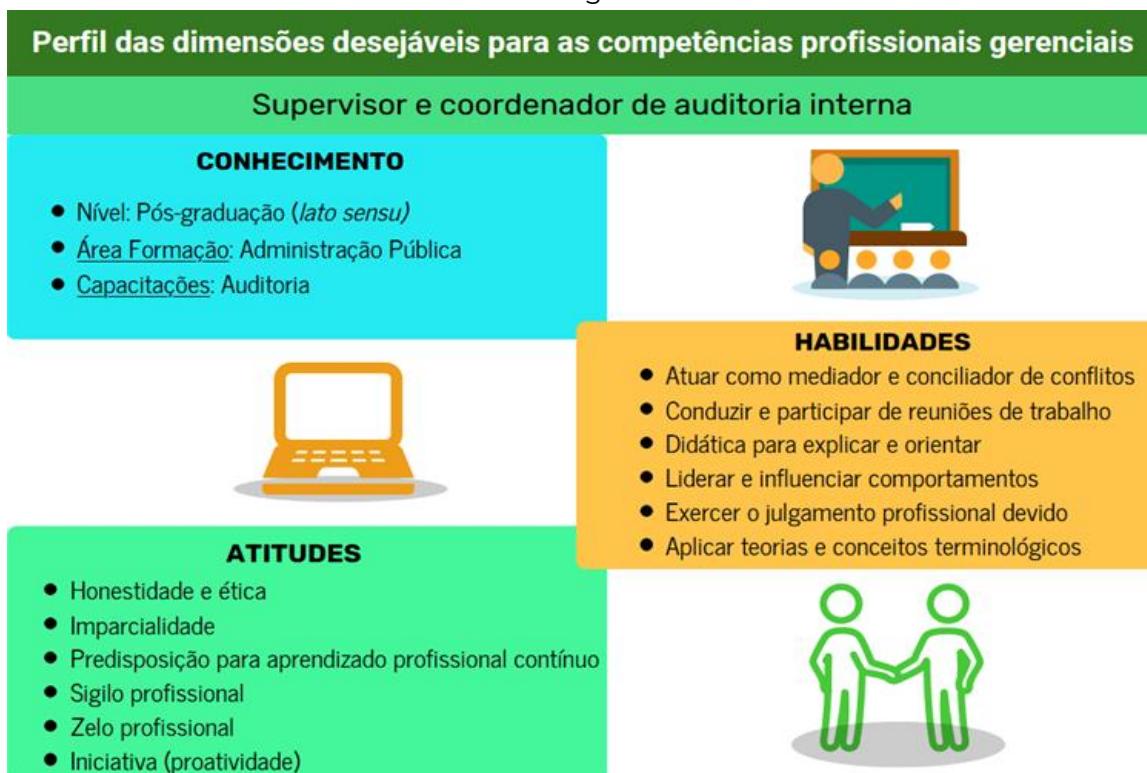 Perfil das dimensões desejáveis para as competências profissionais gerenciais
Supervisor e coordenador de auditoria interna
CONHECIMENTO
● Nível: Pós-graduação (lato sensu)
● Área Formação: Administração Pública
● Capacitações: Auditoria
HABILIDADES
● Atuar como mediador e conciliador de conflitos
● Conduzir e participar de reuniões de trabalho
● Didática para explicar e orientar
● Liderar e influenciar comportamentos
● Exercer o julgamento profissional devido
● Aplicar teorias e conceitos terminológicos
ATITUDES
● Honestidade e ética
● Imparcialidade
● Predisposição para aprendizado profissional contínuo
● Sigilo profissional
● Zelo profissional
● Iniciativa (proatividade)